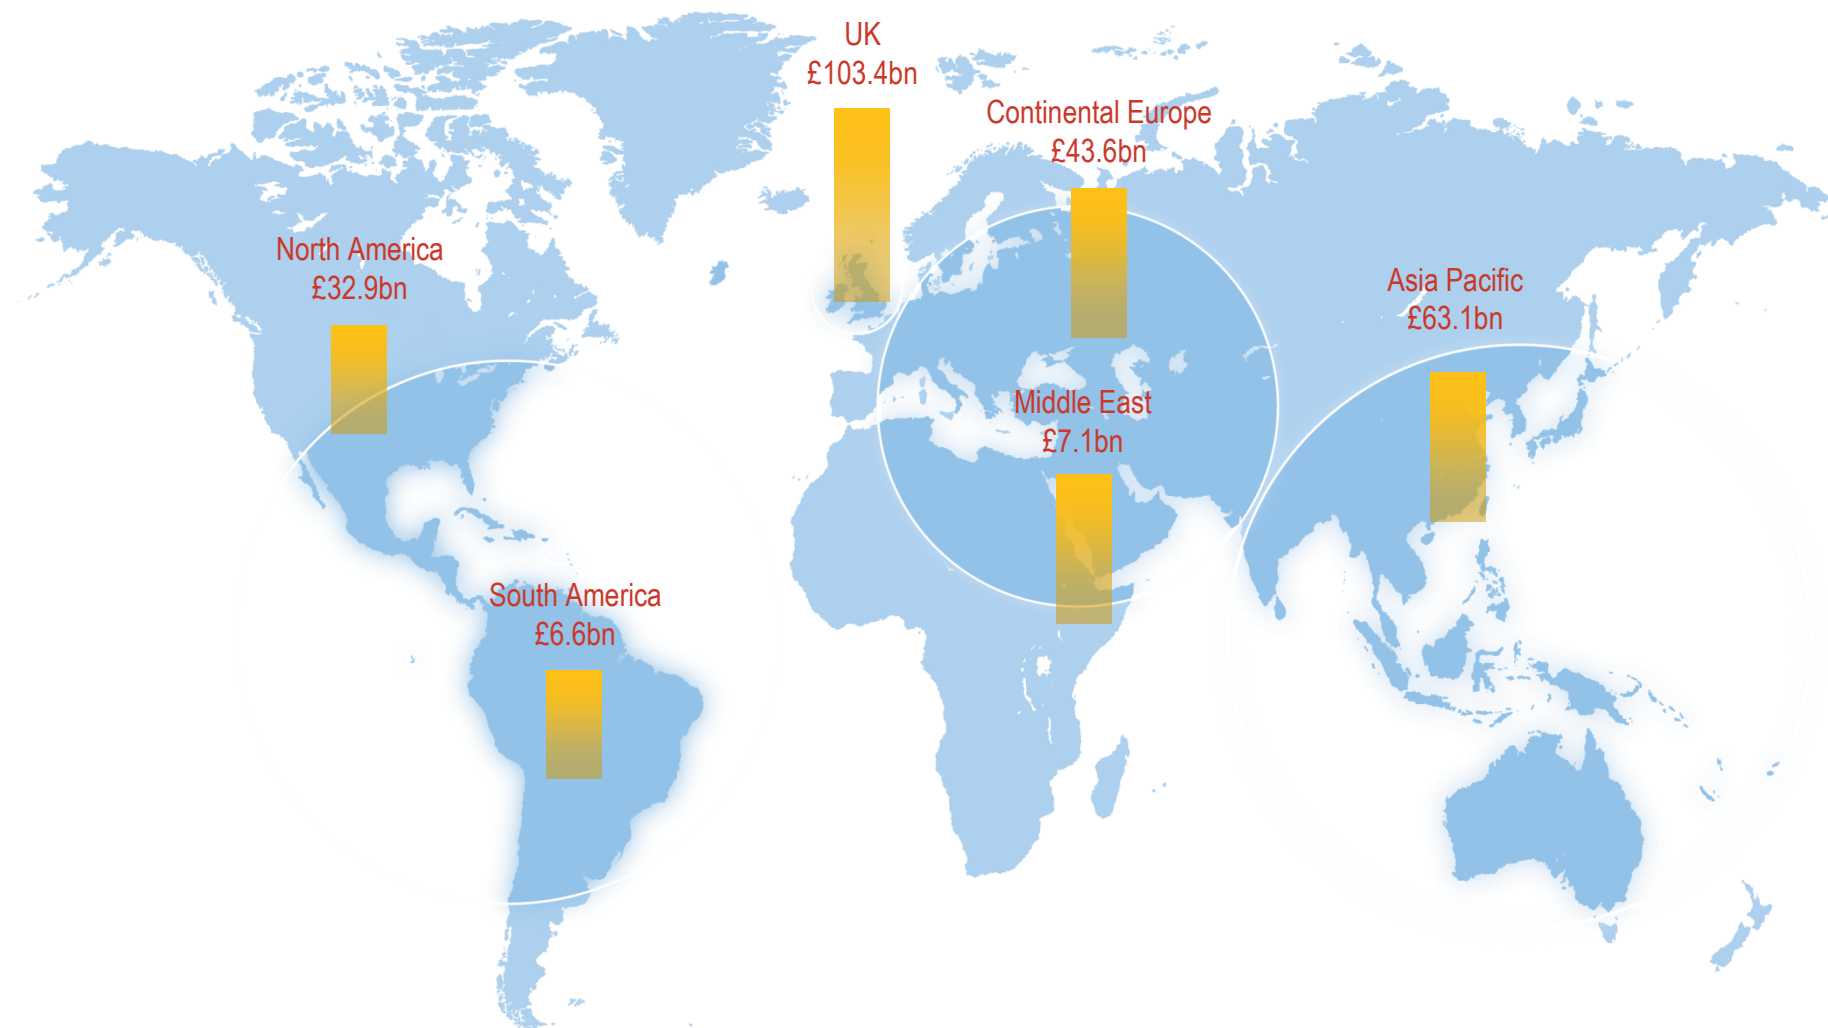 UK
£103.4bn
Continental Europe
£43.6bn
North America
£32.9bn
Asia Pacific
£63.1bn
Middle East
£7.1bn
South America
£6.6bn